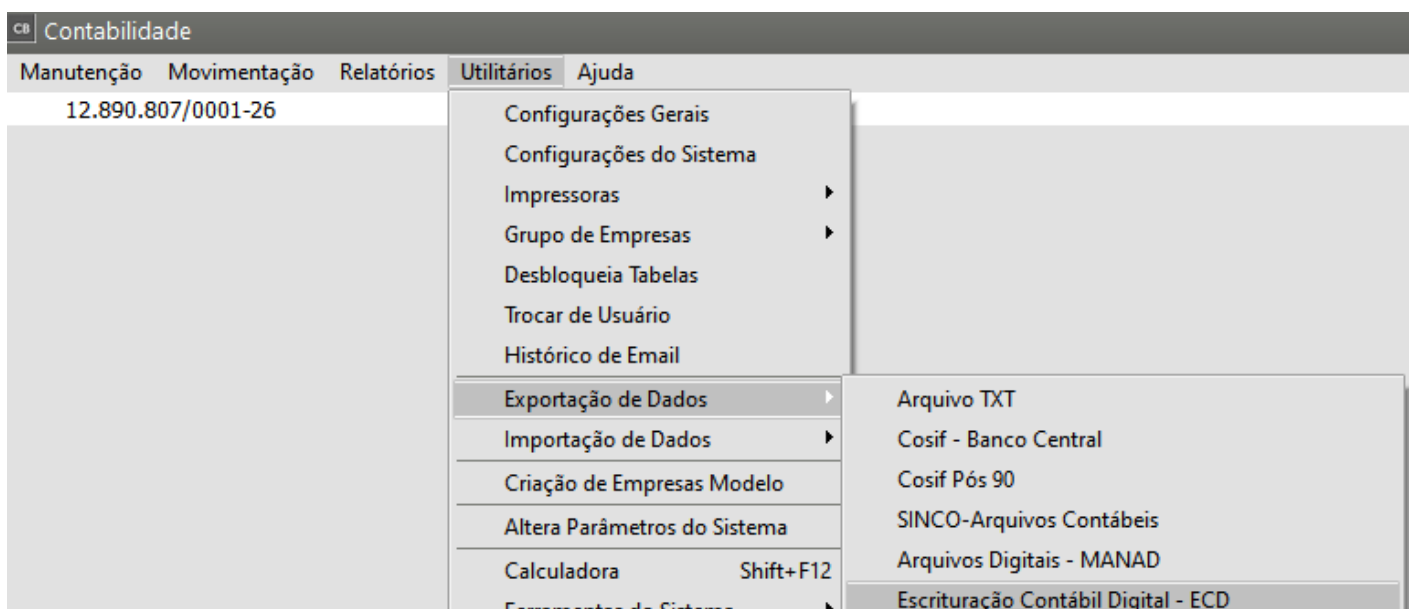 CB Contabilidade
Manutenção Movimentação Relatórios Utilitários Ajuda
12.890.807/0001-26
Configurações Gerais
Configurações do Sistema
Impressoras
Grupo de Empresas
Desbloqueia Tabelas
Trocar de Usuário
Histórico de Email
Exportação de Dados
Importação de Dados
Criação de Empresas Modelo
Altera Parâmetros do Sistema
Calculadora Shift+F12
Ferramentas do Sistema
Arquivo TXT
Cosif - Banco Central
Cosif Pós 90
SINCO-Arquivos Contábeis
Arquivos Digitais - MANAD
Escrituração Contábil Digital - ECD